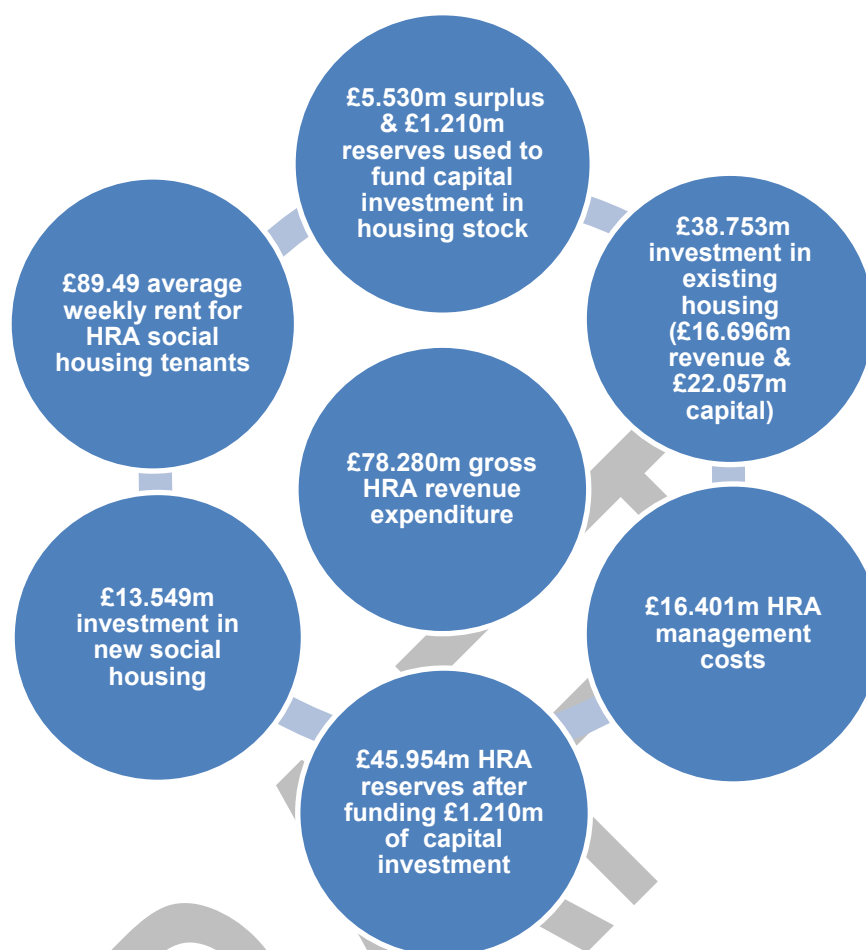 £5.530m surplus
& £1.210m
reserves used to
fund capital
investment in
housing stock
£38.753m
investment in
existing
housing
(£16.696m
revenue &
£22.057m
capital)
£89.49 average
weekly rent for
HRA social
housing tenants
£78.280m gross
HRA revenue
expenditure
£13.549m
investment in
new social
housing
£16.401m HRA
management
costs
£45.954m HRA
reserves after
funding £1.210m
of capital
investment